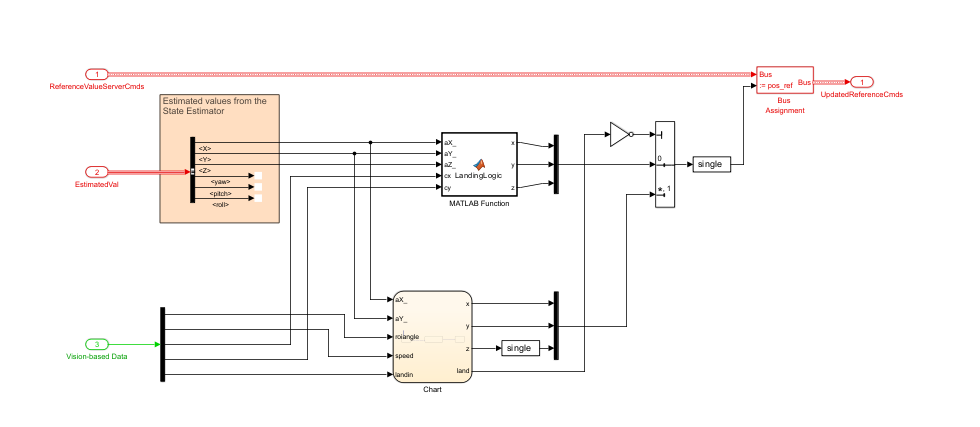 1
ReferenceValueServerCmds
Bus
:= pos_ref
Bus
Bus
Assignment
1
UpdatedReferenceCmds
Estimated values from the
State Estimator
<X>
<Y>
<Z>
<yaw>
<pitch>
<roll>
2
EstimatedVal
aX_
aY_
aZ_
cx
cy
LandingLogic
x
y
z
MATLAB Function
0
*, 1
single
3
Vision-based Data
aX_
aY_
roiangle
speed
landin
x
y
z
land
Chart
single